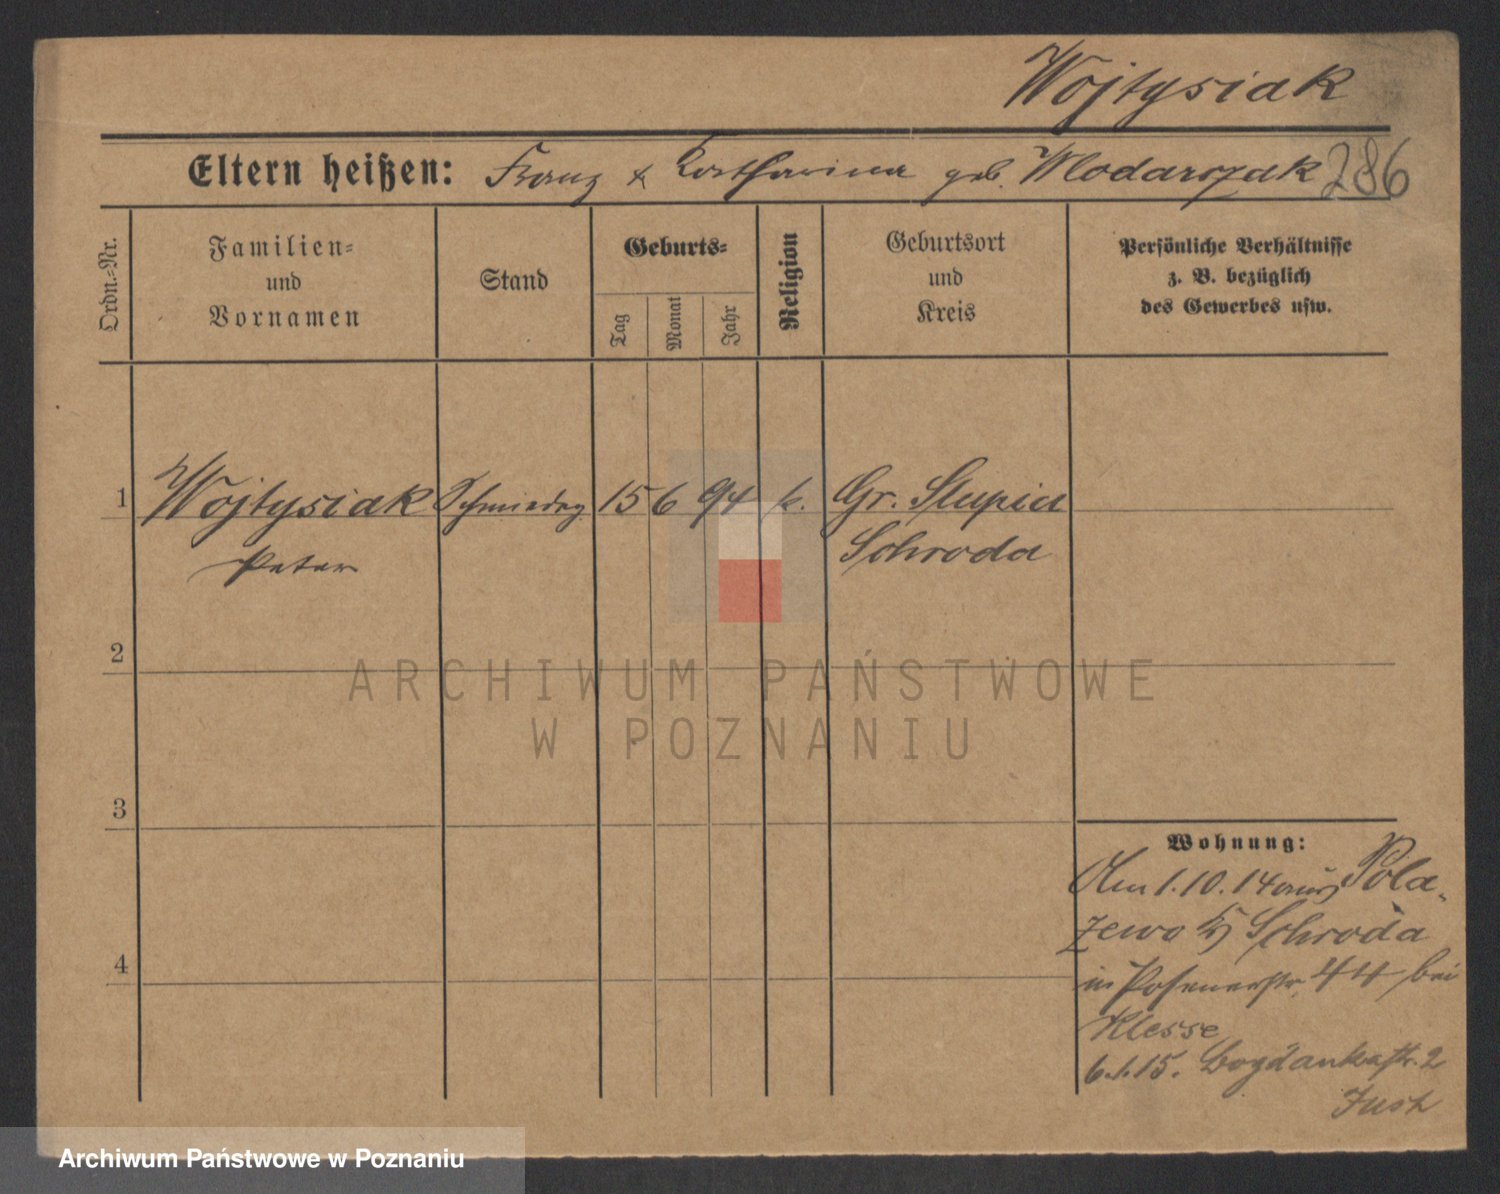 Wojtysiak
Eltern heißen: Franz & Katharina geb. Wlodarczak 286
Ordn.=Nr.
Familien=
und
Vornamen
Stand
Geburts=
Tag
Monat
Jahr
Religion
Geburtsort
und
Kreis
Persönliche Verhältnisse
z. B. bezüglich
des Gewerbes usw.
1 Wojtysiak Schmiedeg. 15 6 94 k. Gr. Slupia
Peter Schroda
2
ARCHIWUM PAŃSTWOWE
W POZNANIU
3
Wohnung:
Am 1.10.14 aus Pola-
zewo Kr Schroda
4
in Posenerstr. 44 bei
Klesse
6.1.15. Bogdankastr. 2
Archiwum Państwowe w Poznaniu